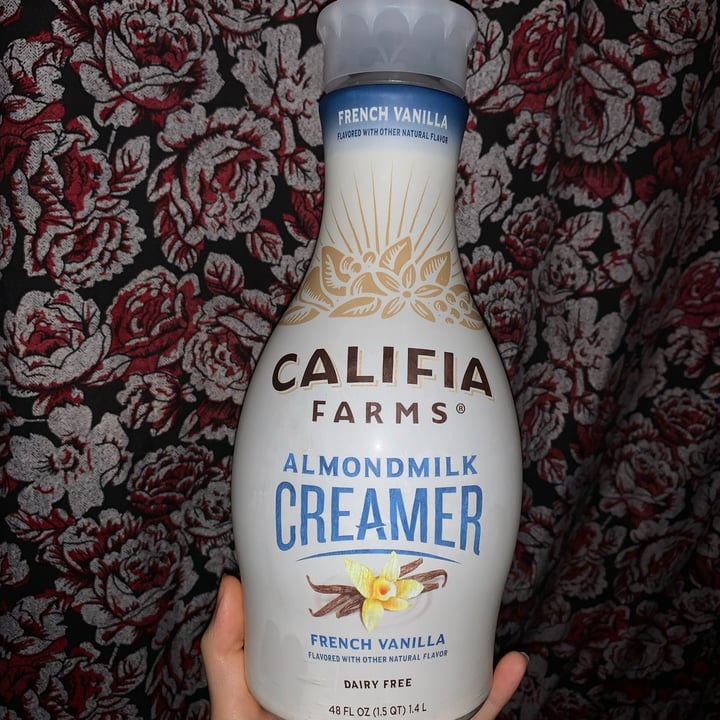 FRENCH VANILLA
FLAVORED WITH OTHER NATURAL FLAVOR
CALIFIA
FARMS®
ALMONDMILK
CREAMER
FRENCH VANILLA
FLAVORED WITH OTHER NATURAL FLAVOR
DAIRY FREE
48 FL OZ (1.5 QT) 1.4 L